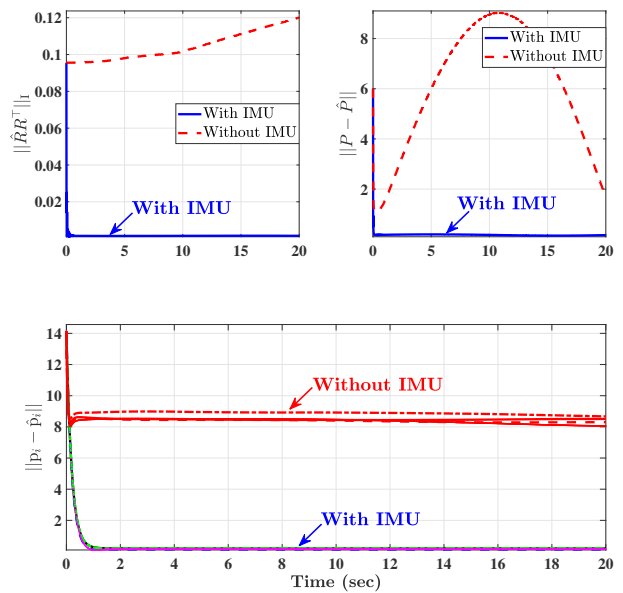 0.12
0.1
0.08
0.06
0.04
0.02
||R̂R^⊤||_I
With IMU
Without IMU
With IMU
0 5 10 15 20
8
6
4
2
||P − P̂||
With IMU
Without IMU
With IMU
0 5 10 15 20
14
12
10
8
6
4
2
||p_i − p̂_i||
Without IMU
With IMU
0 2 4 6 8 10 12 14 16 18 20
Time (sec)